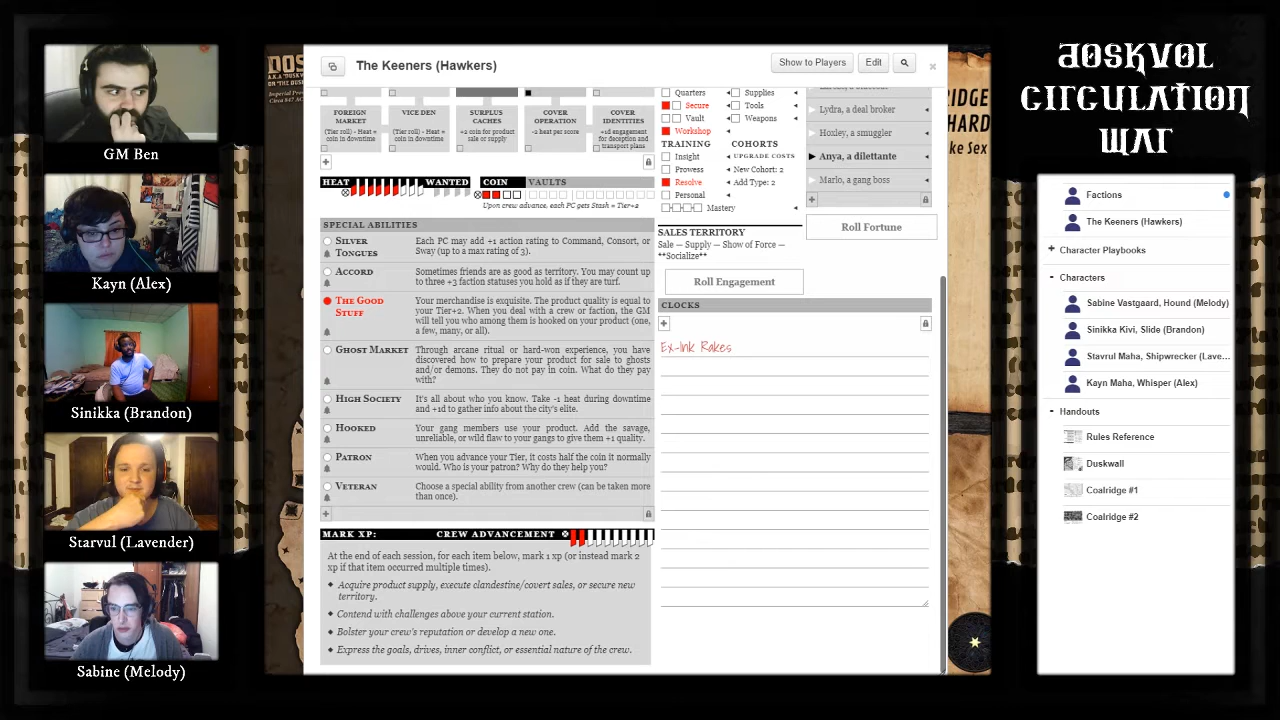 GM Ben
Kayn (Alex)
Sinikka (Brandon)
Starvul (Lavender)
Sabine (Melody)
The Keeners (Hawkers)
Show to Players
Edit
FOREIGN MARKET
(Tier roll) - Heat = coin in downtime
VICE DEN
(Tier roll) - Heat = coin in downtime
SURPLUS CACHES
+2 coin for product sale or supply
COVER OPERATION
-2 heat per score
COVER IDENTITIES
+1d engagement for deception and transport plans
HEAT
WANTED
COIN
VAULTS
Upon crew advance, each PC gets Stash = Tier+2
SPECIAL ABILITIES
SILVER TONGUES
Each PC may add +1 action rating to Command, Consort, or
Sway (up to a max rating of 3).
ACCORD
Sometimes friends are as good as territory. You may count up
to three +3 faction statuses you hold as if they are turf.
THE GOOD STUFF
Your merchandise is exquisite. The product quality is equal to
your Tier+2. When you deal with a crew or faction, the GM
will tell you who among them is hooked on your product (one,
a few, many, or all).
GHOST MARKET
Through arcane ritual or hard-won experience, you have
discovered how to prepare your product for sale to ghosts
and/or demons. They do not pay in coin. What do they pay
with?
HIGH SOCIETY
It's all about who you know. Take -1 heat during downtime
and +1d to gather info about the city's elite.
HOOKED
Your gang members use your product. Add the savage,
unreliable, or wild flaw to your gangs to give them +1 quality.
PATRON
When you advance your Tier, it costs half the coin it normally
would. Who is your patron? Why do they help you?
VETERAN
Choose a special ability from another crew (can be taken more
than once).
MARK XP:
CREW ADVANCEMENT
At the end of each session, for each item below, mark 1 xp (or instead mark 2
xp if that item occurred multiple times).
Acquire product supply, execute clandestine/covert sales, or secure new
territory.
Contend with challenges above your current station.
Bolster your crew's reputation or develop a new one.
Express the goals, drives, inner conflict, or essential nature of the crew.
Quarters
Supplies
Secure
Tools
Vault
Weapons
Workshop
TRAINING
COHORTS
Insight
UPGRADE COSTS
Prowess
New Cohort: 2
Resolve
Add Type: 2
Personal
Mastery
SALES TERRITORY
Sale — Supply — Show of Force —
**Socialize**
Roll Engagement
CLOCKS
Ex-Ink Rakes
Lydra, a deal broker
Hoxley, a smuggler
Anya, a dilettante
Marlo, a gang boss
Roll Fortune
DOSKVOL
CIRCULATION
WAR
Factions
The Keeners (Hawkers)
Character Playbooks
Characters
Sabine Vastgaard, Hound (Melody)
Sinikka Kivi, Slide (Brandon)
Stavrul Maha, Shipwrecker (Lave...
Kayn Maha, Whisper (Alex)
Handouts
Rules Reference
Duskwall
Coalridge #1
Coalridge #2